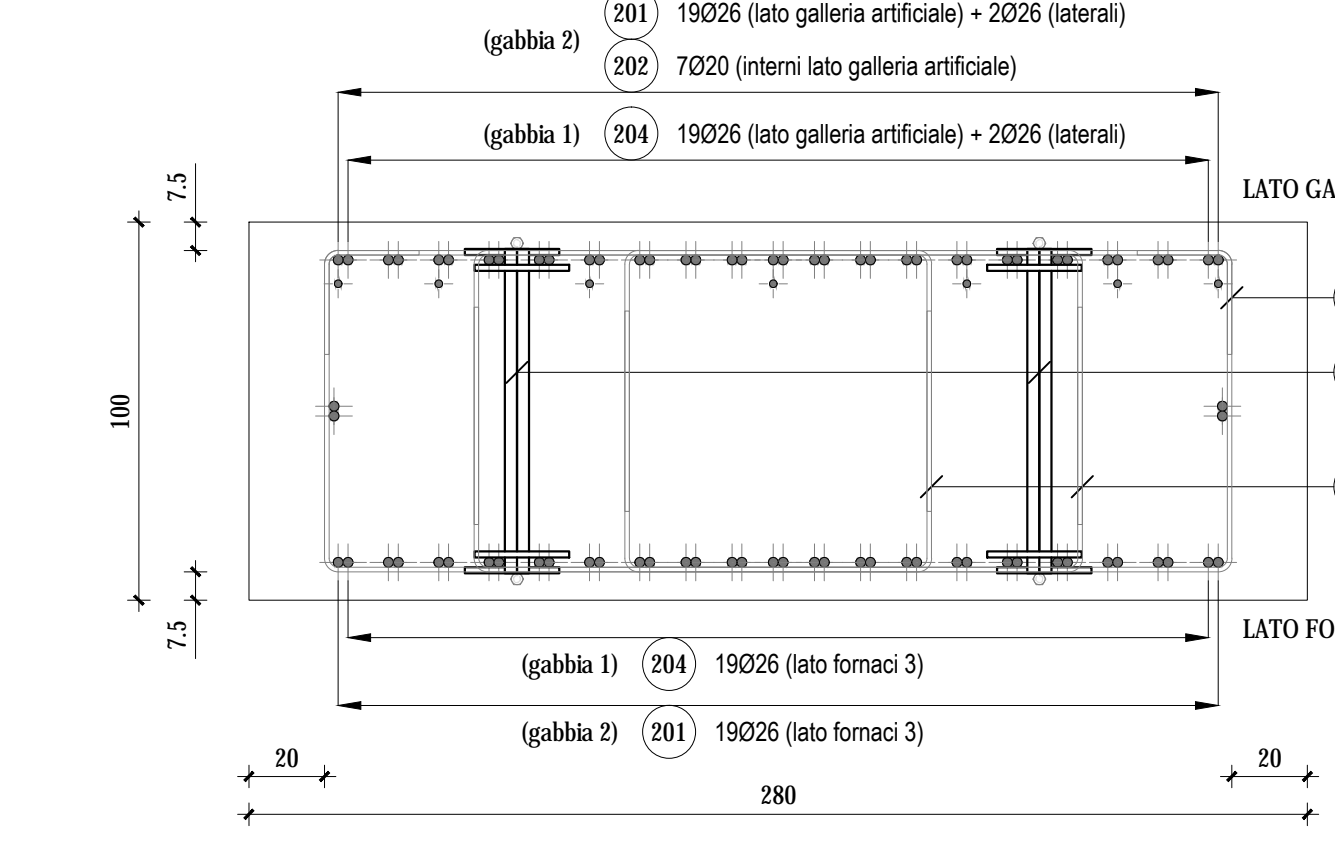 201 19Ø26 (lato galleria artificiale) + 2Ø26 (laterali)
(gabbia 2)
202 7Ø20 (interni lato galleria artificiale)
(gabbia 1) 204 19Ø26 (lato galleria artificiale) + 2Ø26 (laterali)
7.5
LATO GA
100
7.5
LATO FO
(gabbia 1) 204 19Ø26 (lato fornaci 3)
(gabbia 2) 201 19Ø26 (lato fornaci 3)
20
20
280